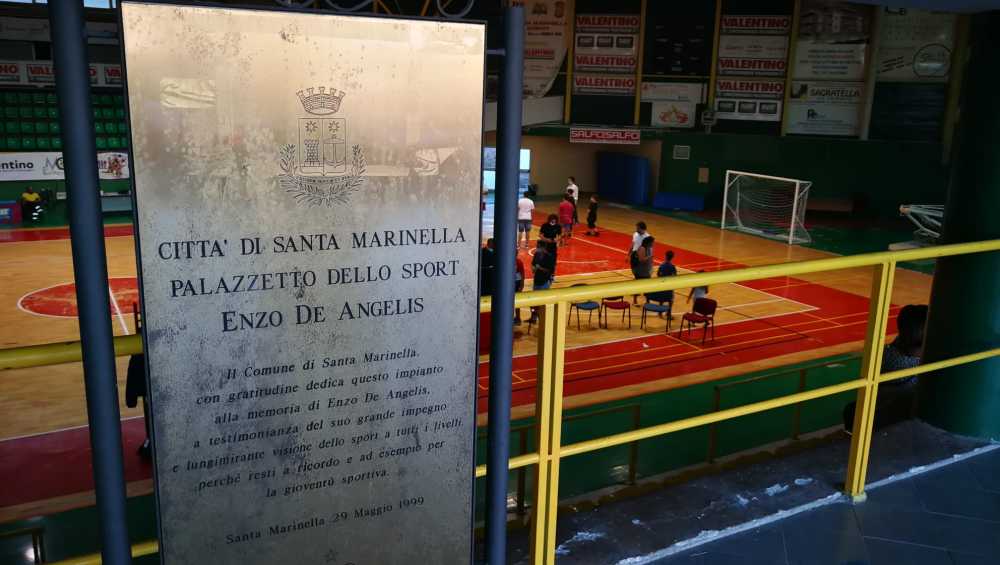 CITTA' DI SANTA MARINELLA
PALAZZETTO DELLO SPORT
ENZO DE ANGELIS
Il Comune di Santa Marinella,
con gratitudine dedica questo impianto
alla memoria di Enzo De Angelis,
a testimonianza del suo grande impegno
e lungimirante visione dello sport a tutti i livelli
perché resti a ricordo e ad esempio per
la gioventù sportiva.
Santa Marinella 29 Maggio 1999
VALENTINO
VALENTINO
VALENTINO
VALENTINO
VALENTINO
VALENTINO
SACRATELLA
SALFOSALFO